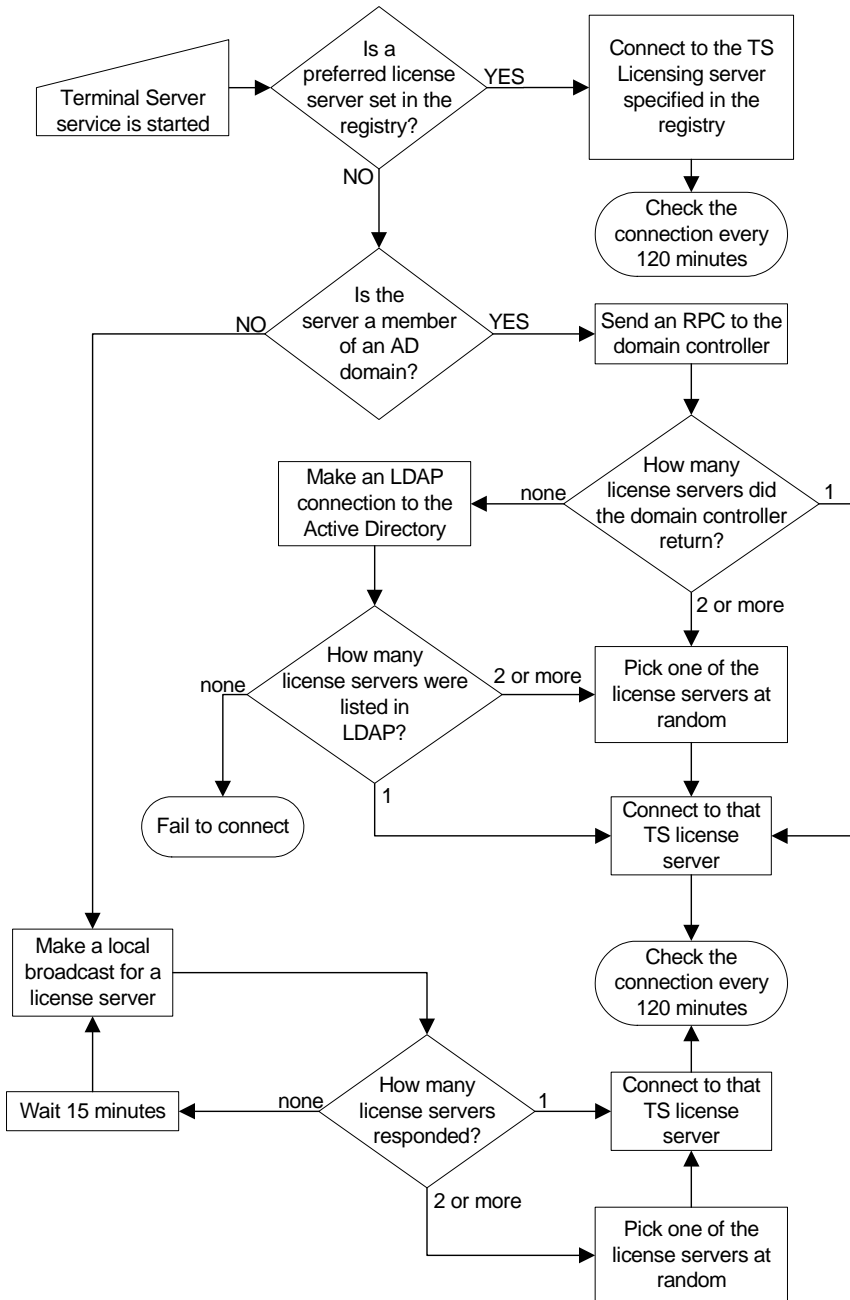 Terminal Server
service is started
Is a
preferred license
server set in the
registry?
YES
Connect to the TS
Licensing server
specified in the
registry
NO
Check the
connection every
120 minutes
Is the
server a member
of an AD
domain?
NO
YES
Send an RPC to the
domain controller
How many
license servers did
the domain controller
return?
none
1
2 or more
Make an LDAP
connection to the
Active Directory
How many
license servers were
listed in
LDAP?
none
2 or more
1
Pick one of the
license servers at
random
Fail to connect
Connect to that
TS license
server
Make a local
broadcast for a
license server
Check the
connection every
120 minutes
How many
license servers
responded?
none
1
2 or more
Wait 15 minutes
Connect to that
TS license
server
Pick one of the
license servers at
random